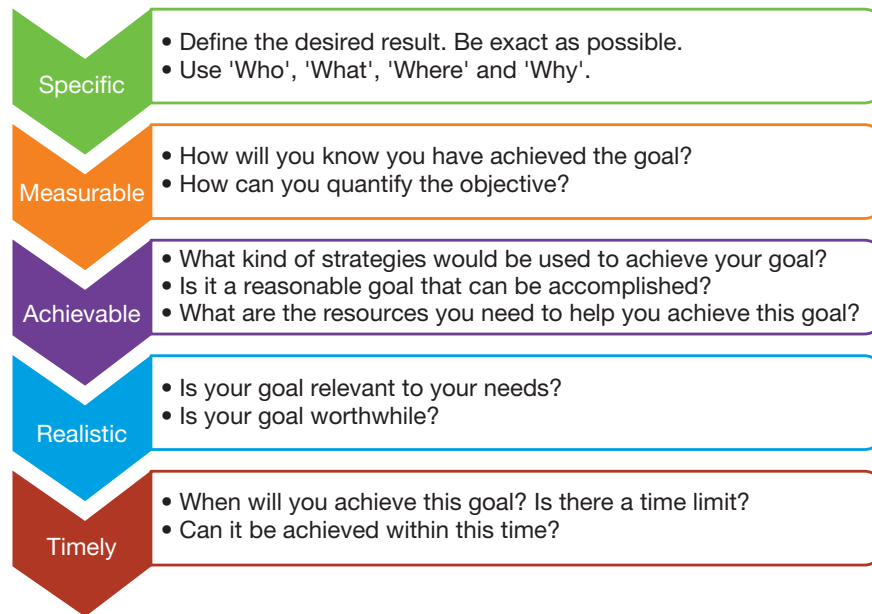 Specific
• Define the desired result. Be exact as possible.
• Use 'Who', 'What', 'Where' and 'Why'.
Measurable
• How will you know you have achieved the goal?
• How can you quantify the objective?
Achievable
• What kind of strategies would be used to achieve your goal?
• Is it a reasonable goal that can be accomplished?
• What are the resources you need to help you achieve this goal?
Realistic
• Is your goal relevant to your needs?
• Is your goal worthwhile?
Timely
• When will you achieve this goal? Is there a time limit?
• Can it be achieved within this time?